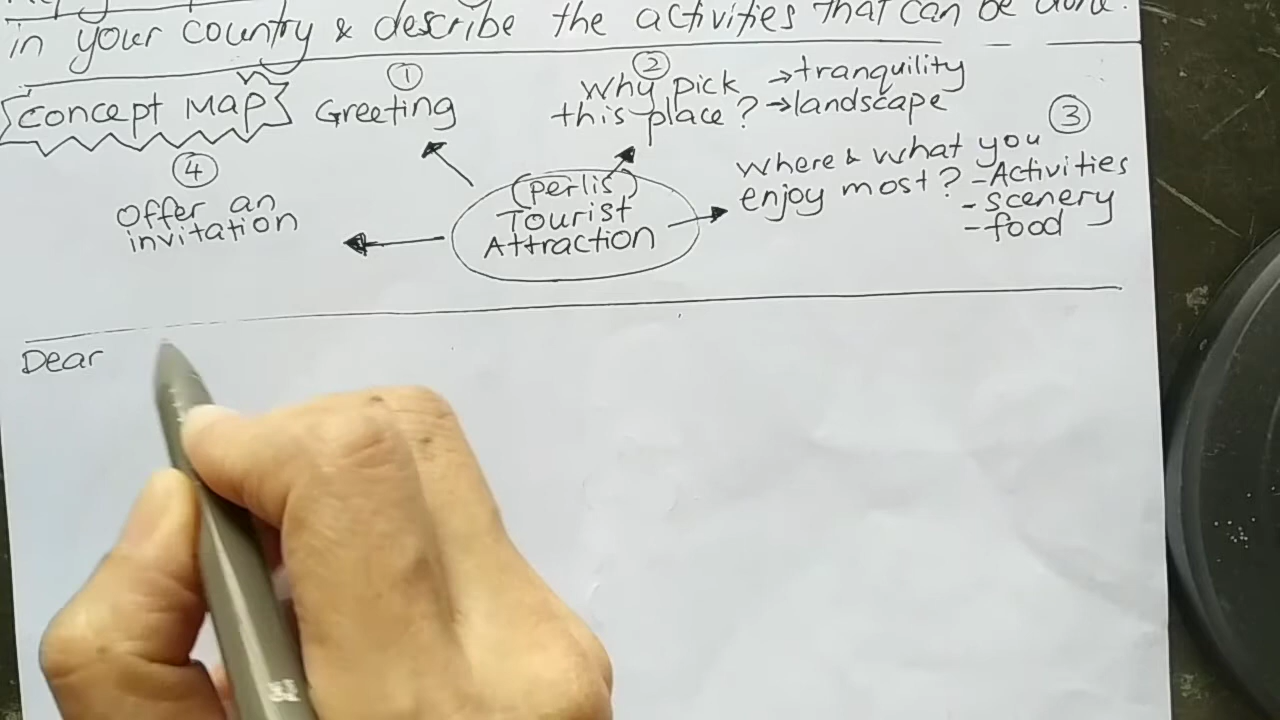 in your country & describe the activities that can be done.
Concept Map
① Greeting
② Why pick this place?
→tranquility
→landscape
③
Where & what you
enjoy most?
-Activities
-scenery
-food
④
Offer an
invitation
(perlis)
Tourist
Attraction
Dear